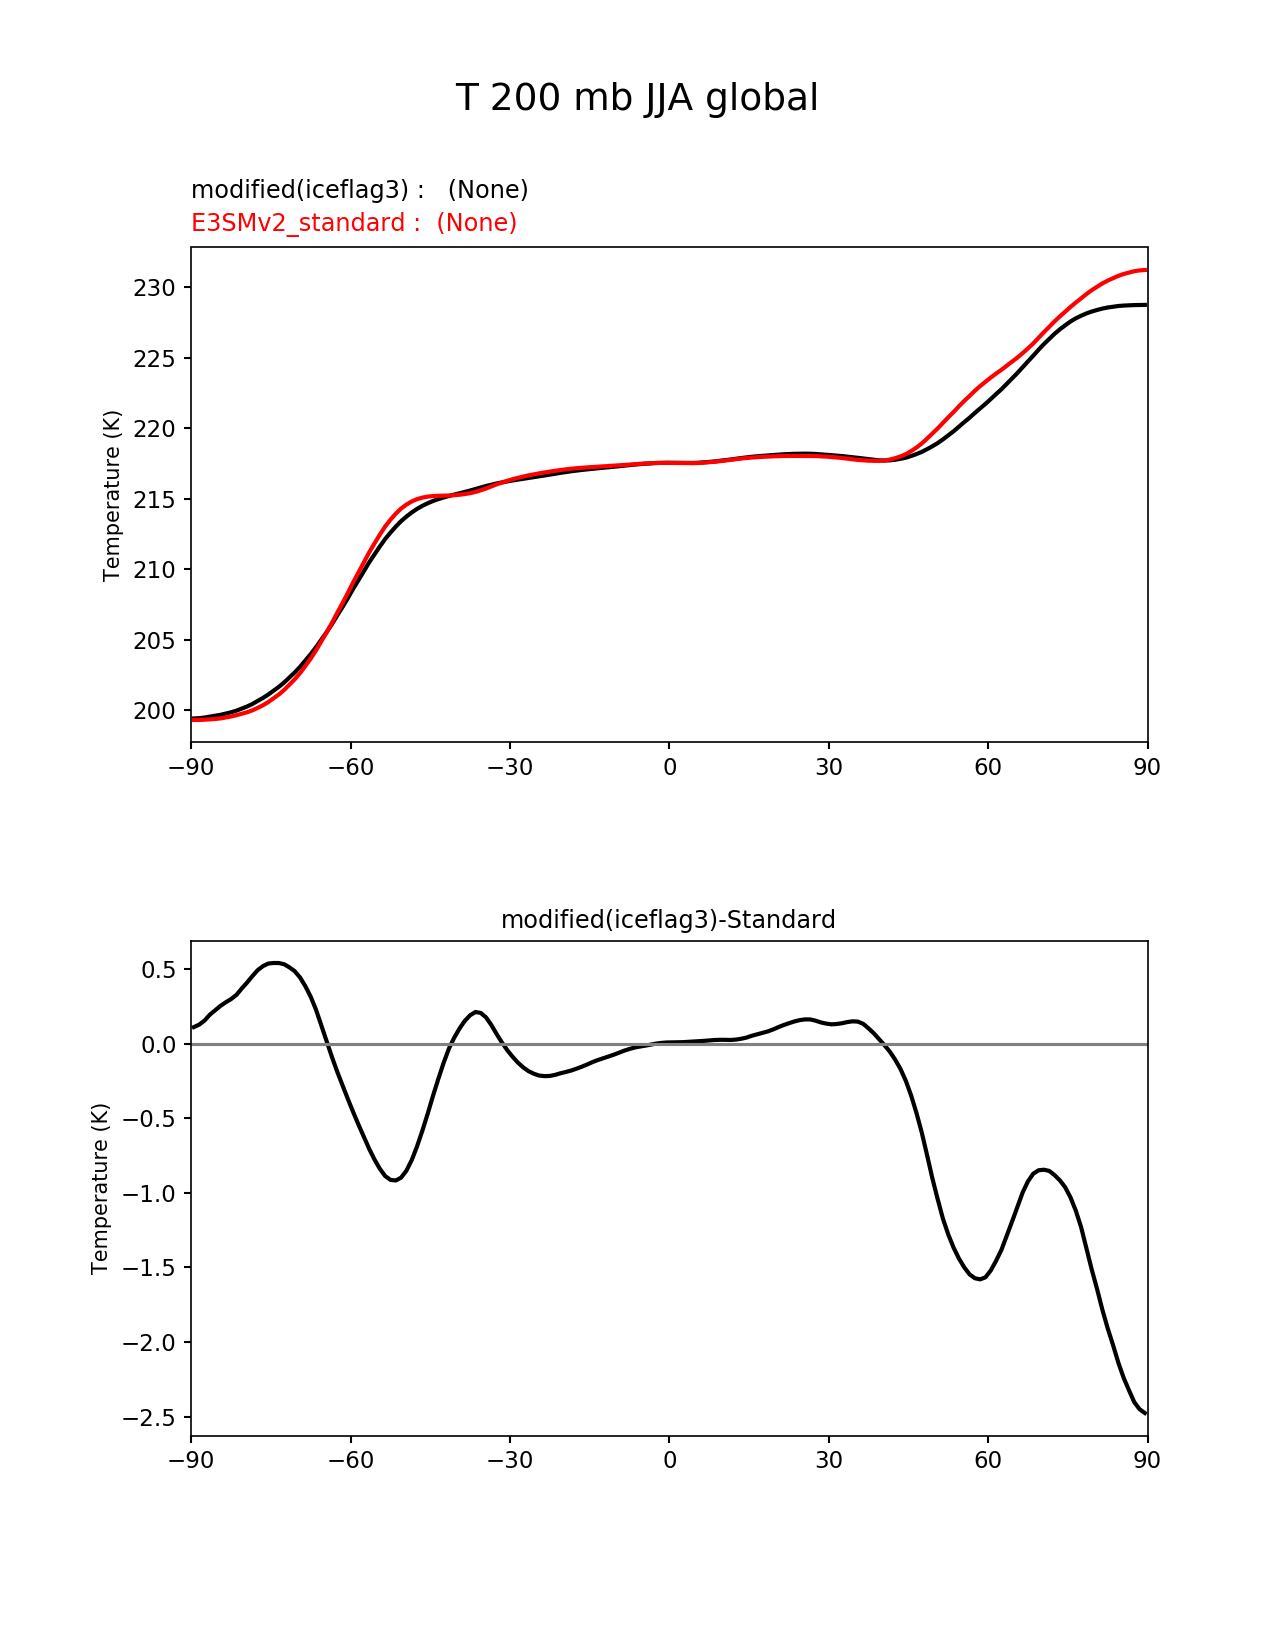 T 200 mb JJA global
modified(iceflag3) :   (None)
E3SMv2_standard :  (None)
230
225
220
215
210
205
200
Temperature (K)
−90 −60 −30 0 30 60 90
modified(iceflag3)-Standard
0.5
0.0
−0.5
−1.0
−1.5
−2.0
−2.5
Temperature (K)
−90 −60 −30 0 30 60 90